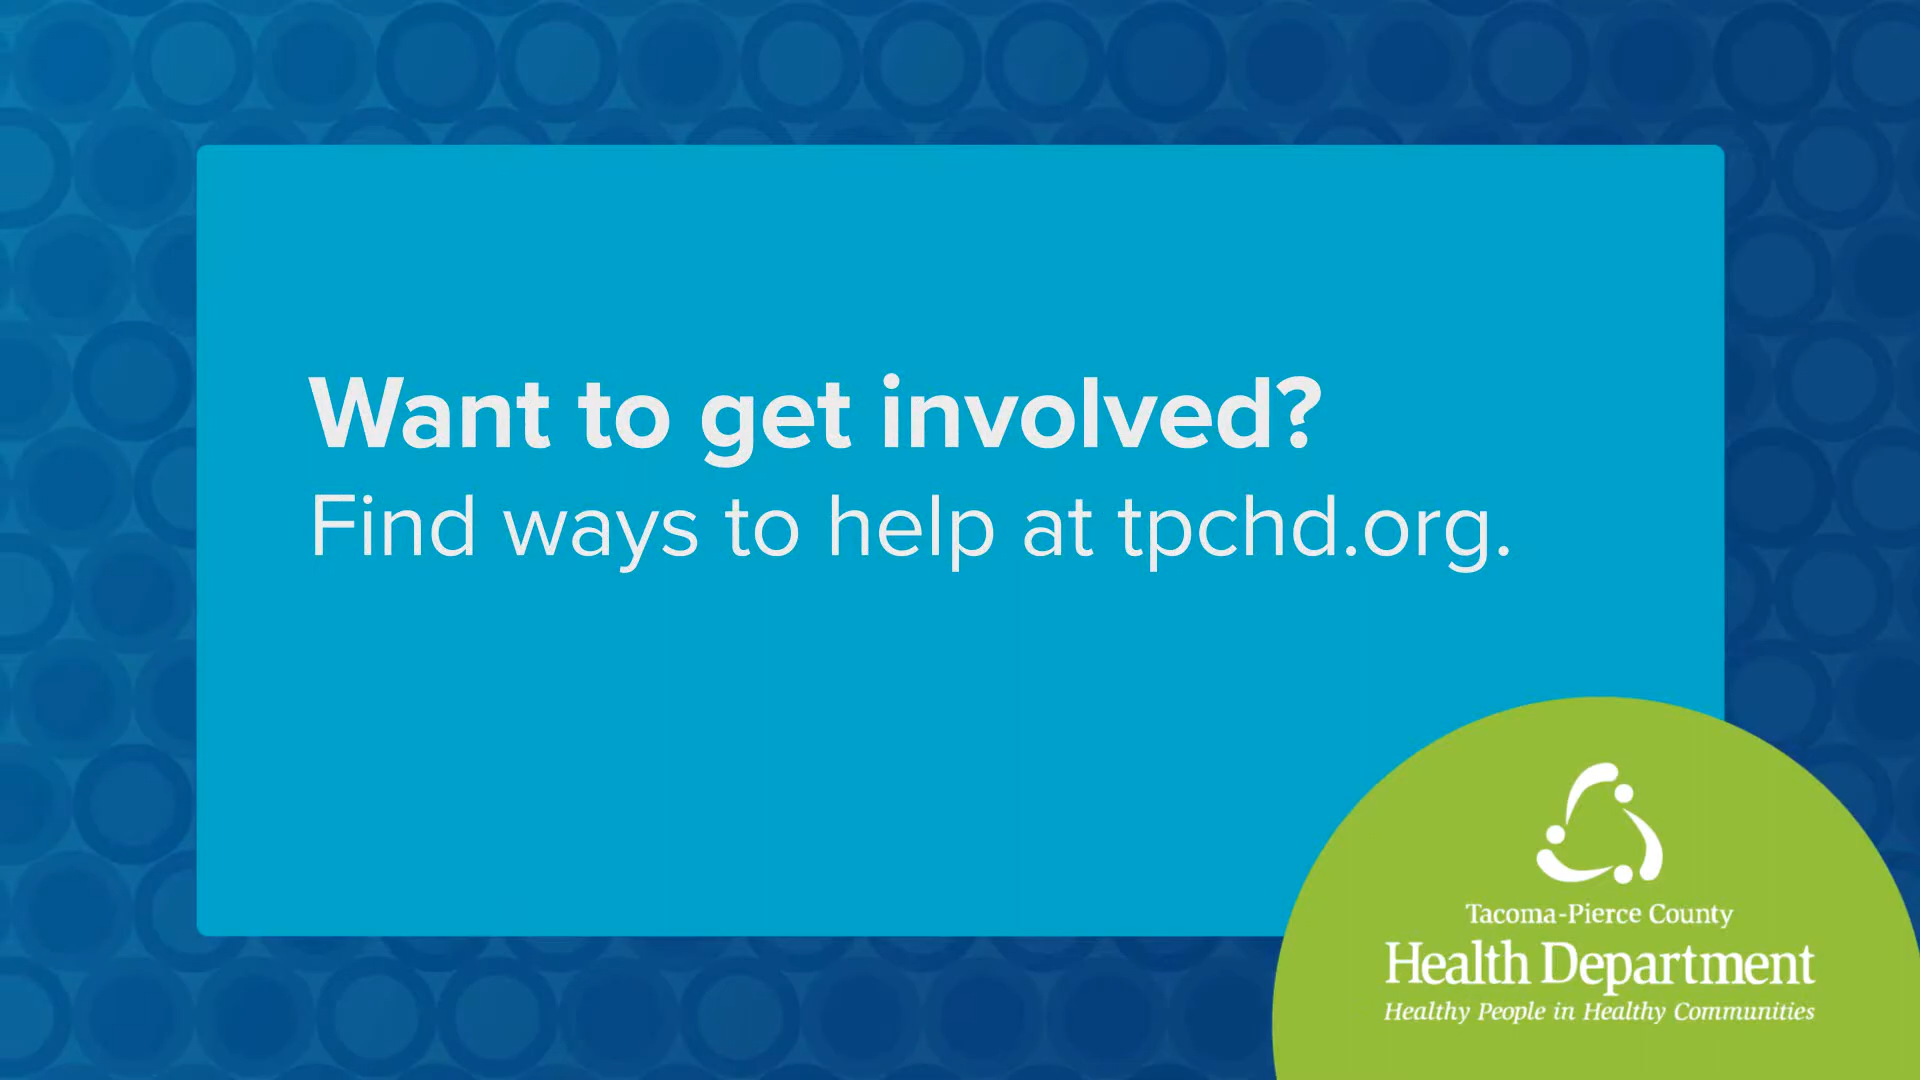 Want to get involved?
Find ways to help at tpchd.org.
Tacoma-Pierce County
Health Department
Healthy People in Healthy Communities